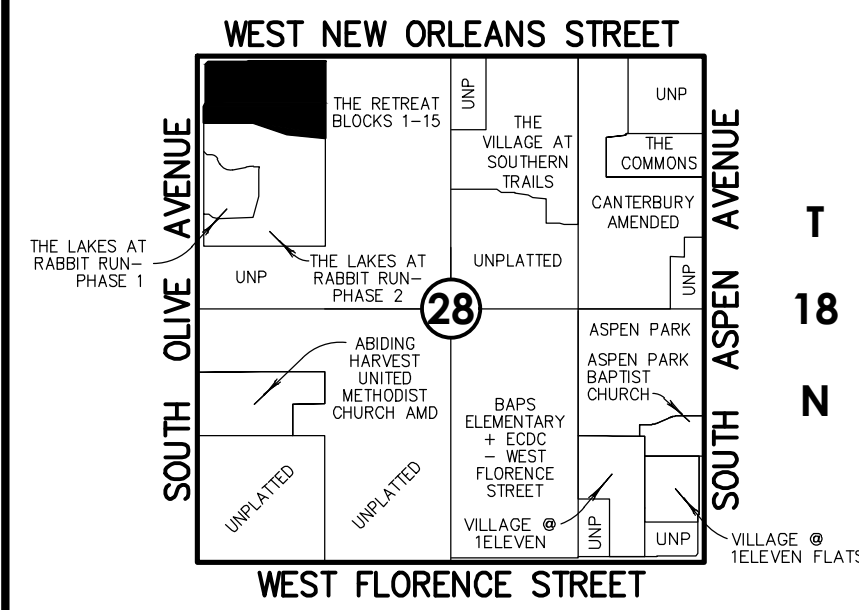 WEST NEW ORLEANS STREET
SOUTH OLIVE AVENUE
THE RETREAT
BLOCKS 1-15
UNP
THE
VILLAGE AT
SOUTHERN
TRAILS
UNP
THE
COMMONS
CANTERBURY
AMENDED
THE LAKES AT
RABBIT RUN-
PHASE 1
UNP
THE LAKES AT
RABBIT RUN-
PHASE 2
UNPLATTED
UNP
28
ABIDING
HARVEST
UNITED
METHODIST
CHURCH AMD
ASPEN PARK
ASPEN PARK
BAPTIST
CHURCH
BAPS
ELEMENTARY
+ ECDC
- WEST
FLORENCE
STREET
UNPLATTED
UNPLATTED
VILLAGE @
1ELEVEN
UNP
UNP
VILLAGE @
1ELEVEN FLATS
SOUTH ASPEN AVENUE
T
18
N
WEST FLORENCE STREET